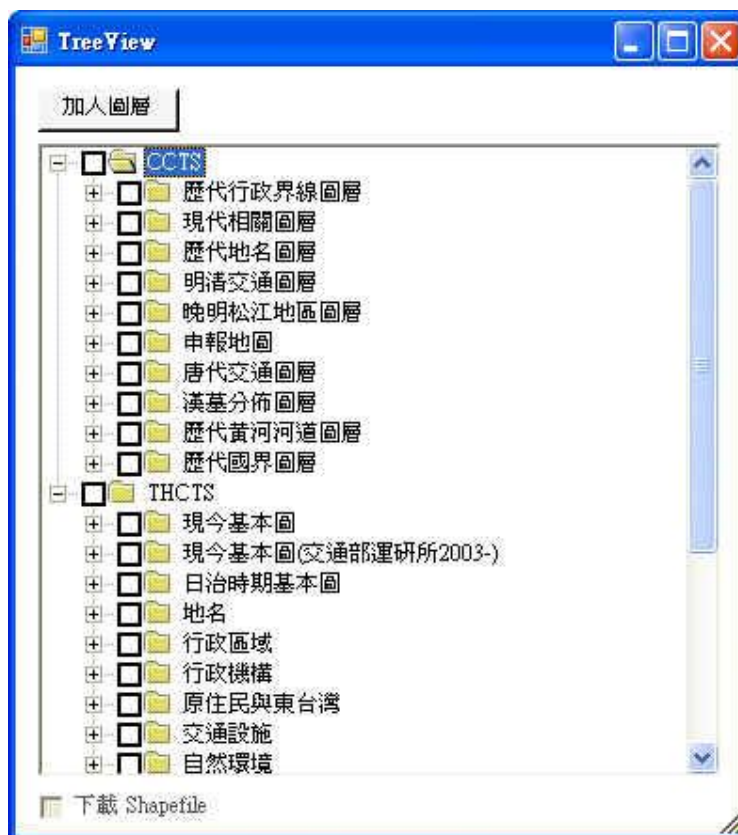 TreeView
加入圖層
CCTS
歷代行政界線圖層
現代相關圖層
歷代地名圖層
明清交通圖層
晚明松江地區圖層
申報地圖
唐代交通圖層
漢墓分佈圖層
歷代黃河河道圖層
歷代國界圖層
THCTS
現今基本圖
現今基本圖(交通部運研所2003-)
日治時期基本圖
地名
行政區域
行政機構
原住民與東台灣
交通設施
自然環境
下載 Shapefile